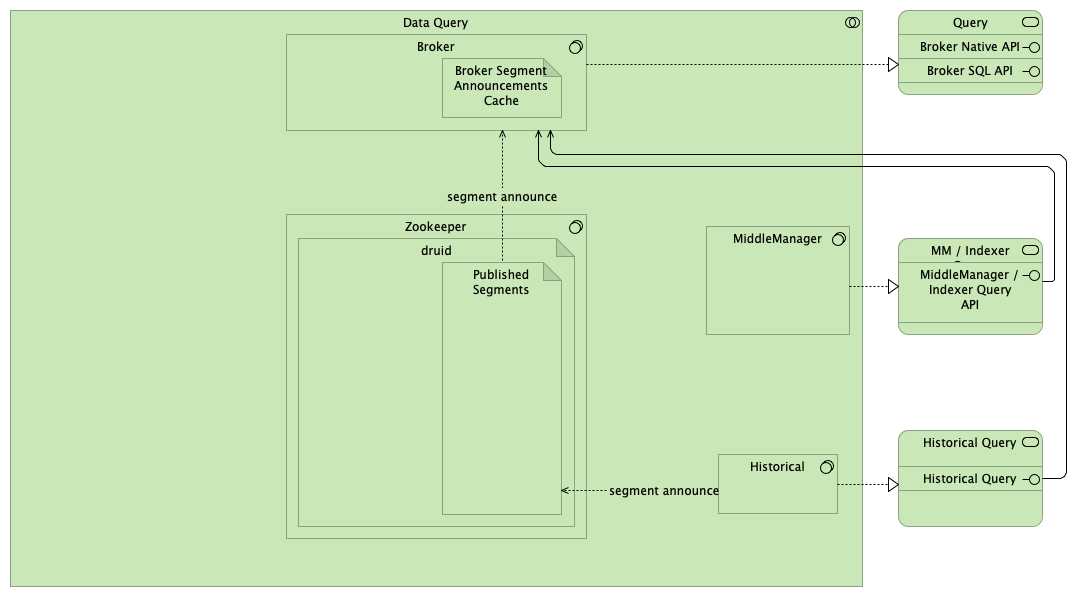 Data Query
Query
Broker
Broker Native API
Broker Segment
Announcements
Cache
Broker SQL API
segment announce
Zookeeper
MiddleManager
druid
MM / Indexer
Published
Segments
MiddleManager /
Indexer Query
API
Historical Query
Historical
Historical Query
segment announce